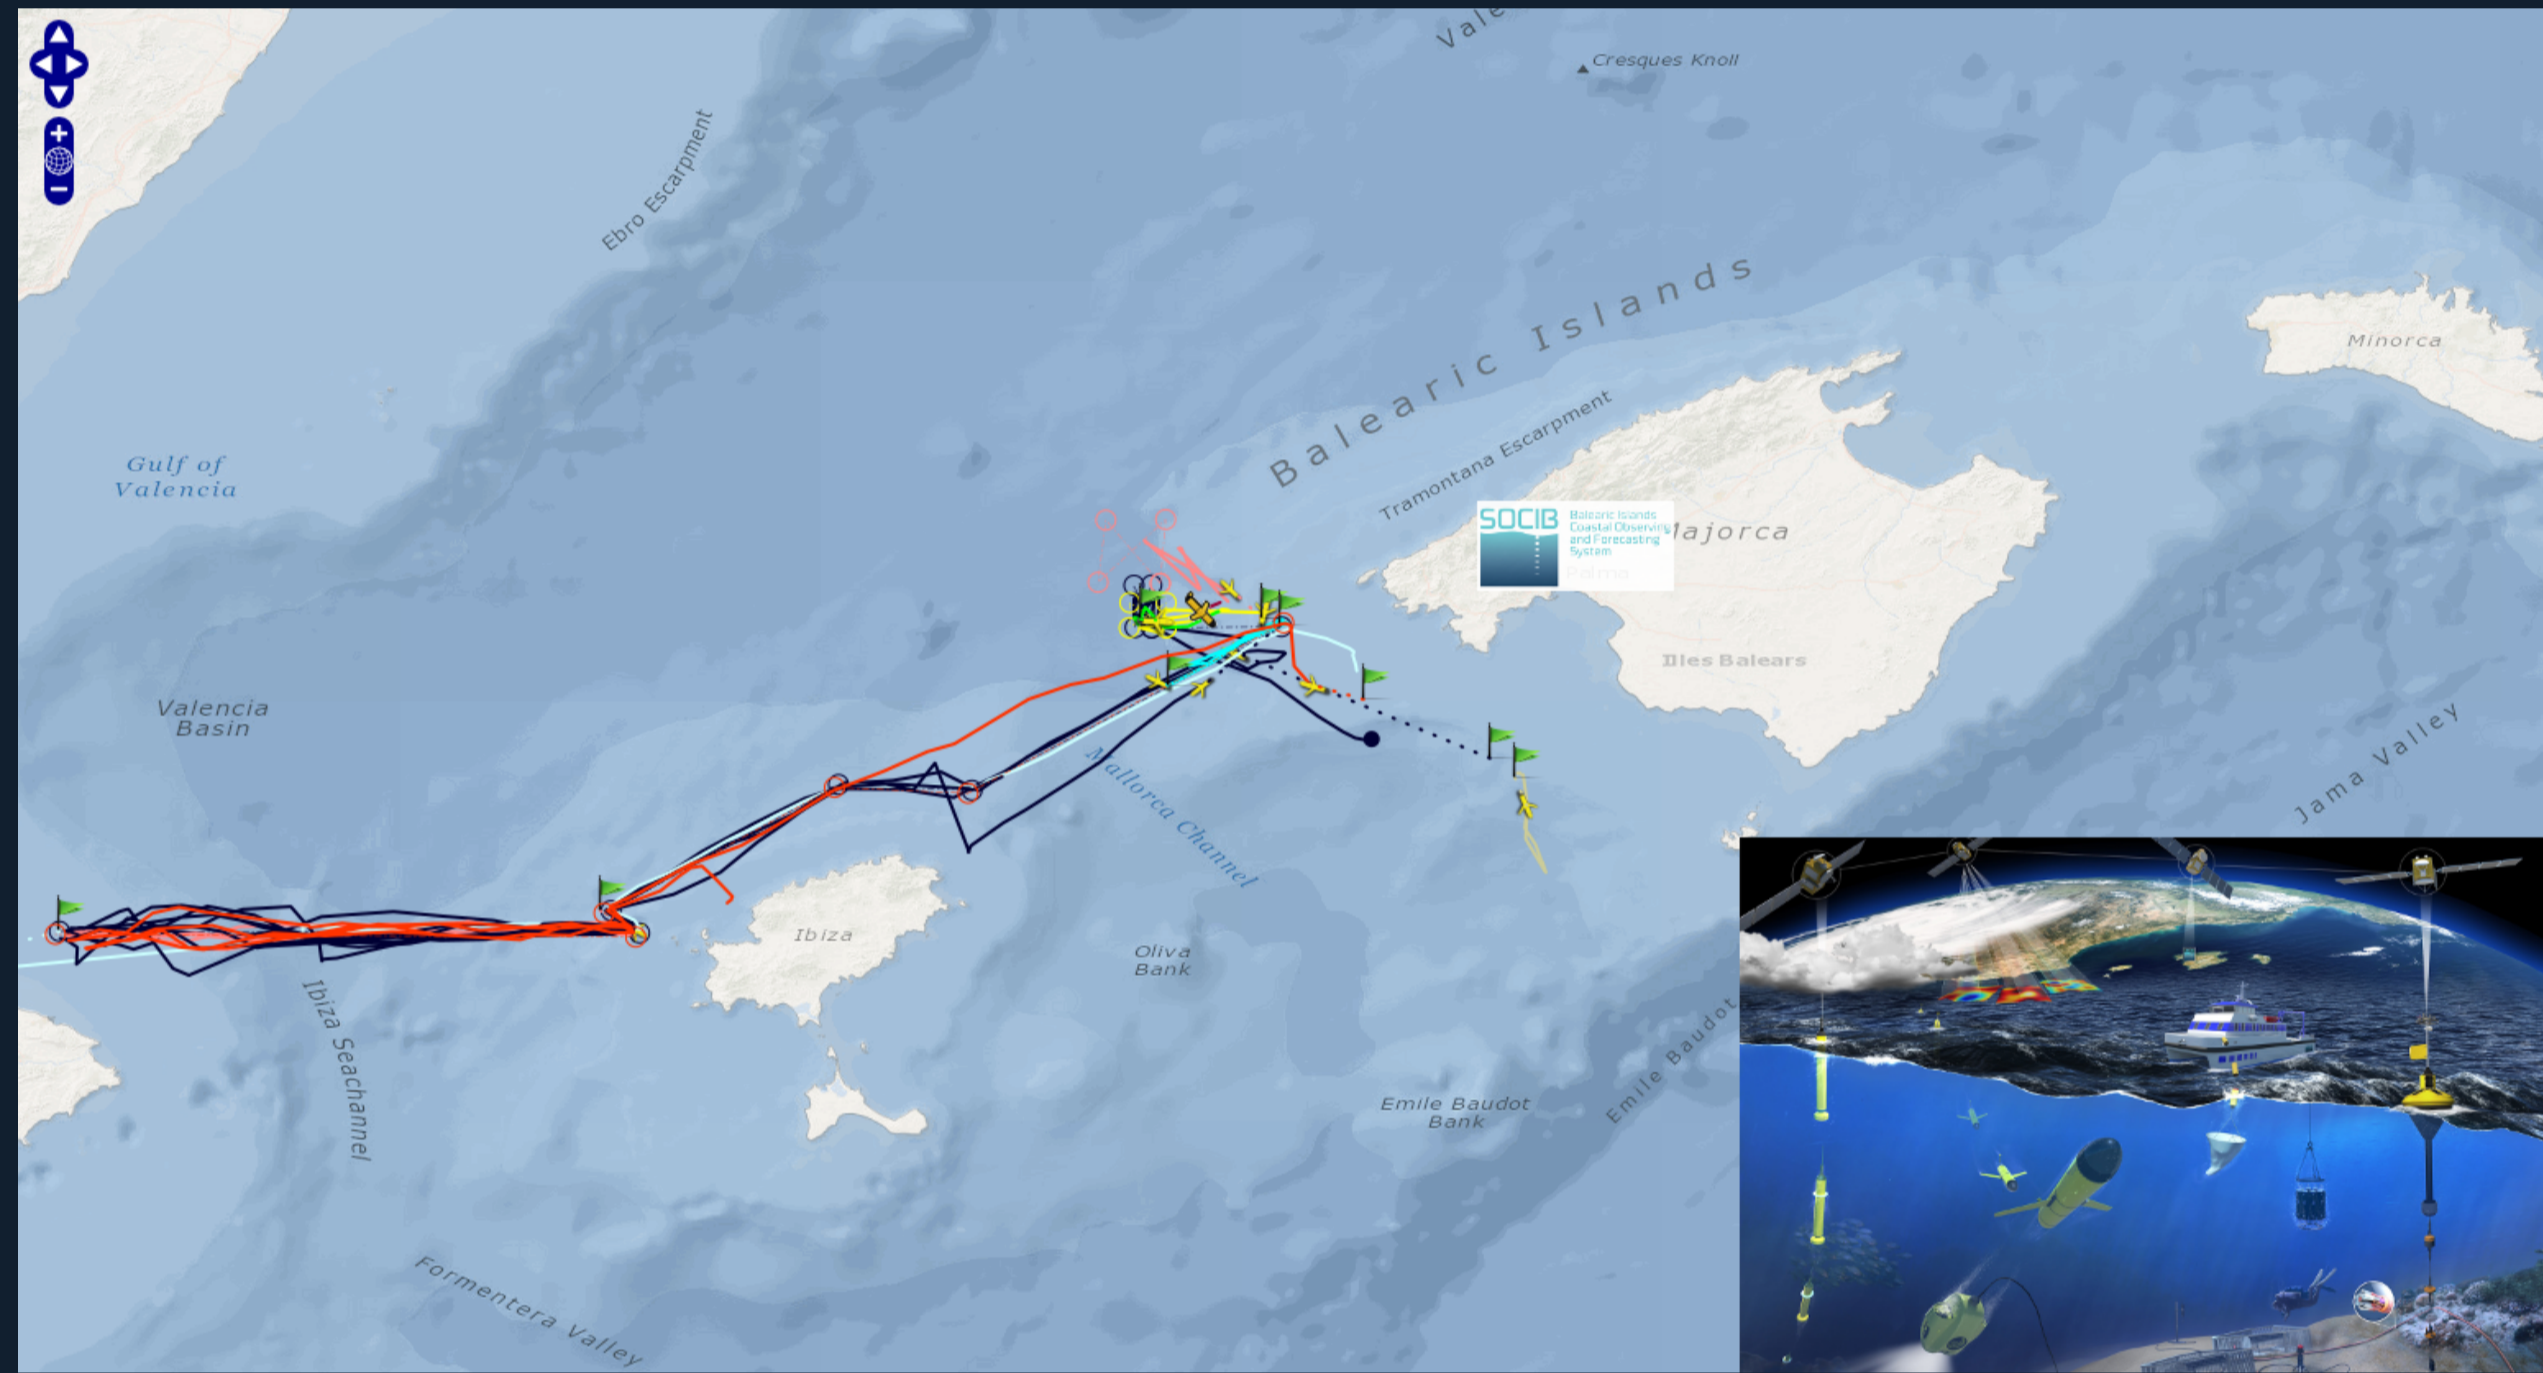 Vale
Cresques Knoll
Ebro Escarpment
Balearic Islands
Minorca
Tramontana Escarpment
Gulf of
Valencia
SOCIB
Balearic Islands
Coastal Observing
and Forecasting
System
ajorca
Palma
Illes Balears
Valencia
Basin
Jama Valley
Mallorca Channel
Ibiza
Oliva
Bank
Ibiza Seachannel
Emile Baudot
Bank
Emile Baudot
Formentera Valley
+
−